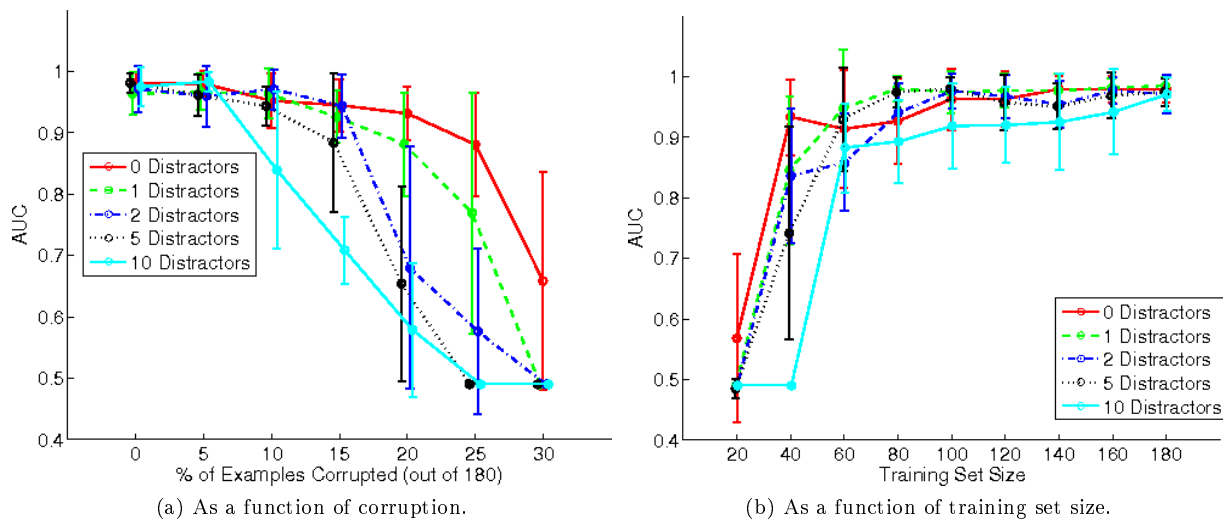 1
0.9
0.8
0.7
0.6
0.5
0.4
AUC
0 Distractors
1 Distractors
2 Distractors
5 Distractors
10 Distractors
0 5 10 15 20 25 30
% of Examples Corrupted (out of 180)
(a) As a function of corruption.
1
0.9
0.8
0.7
0.6
0.5
0.4
AUC
0 Distractors
1 Distractors
2 Distractors
5 Distractors
10 Distractors
20 40 60 80 100 120 140 160 180
Training Set Size
(b) As a function of training set size.